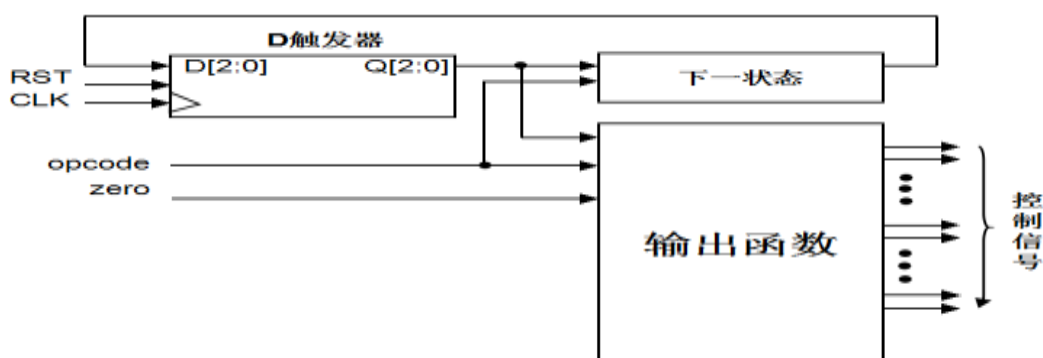 D触发器
D[2:0] Q[2:0]
RST
CLK
下一状态
opcode
zero
输出函数
控制信号